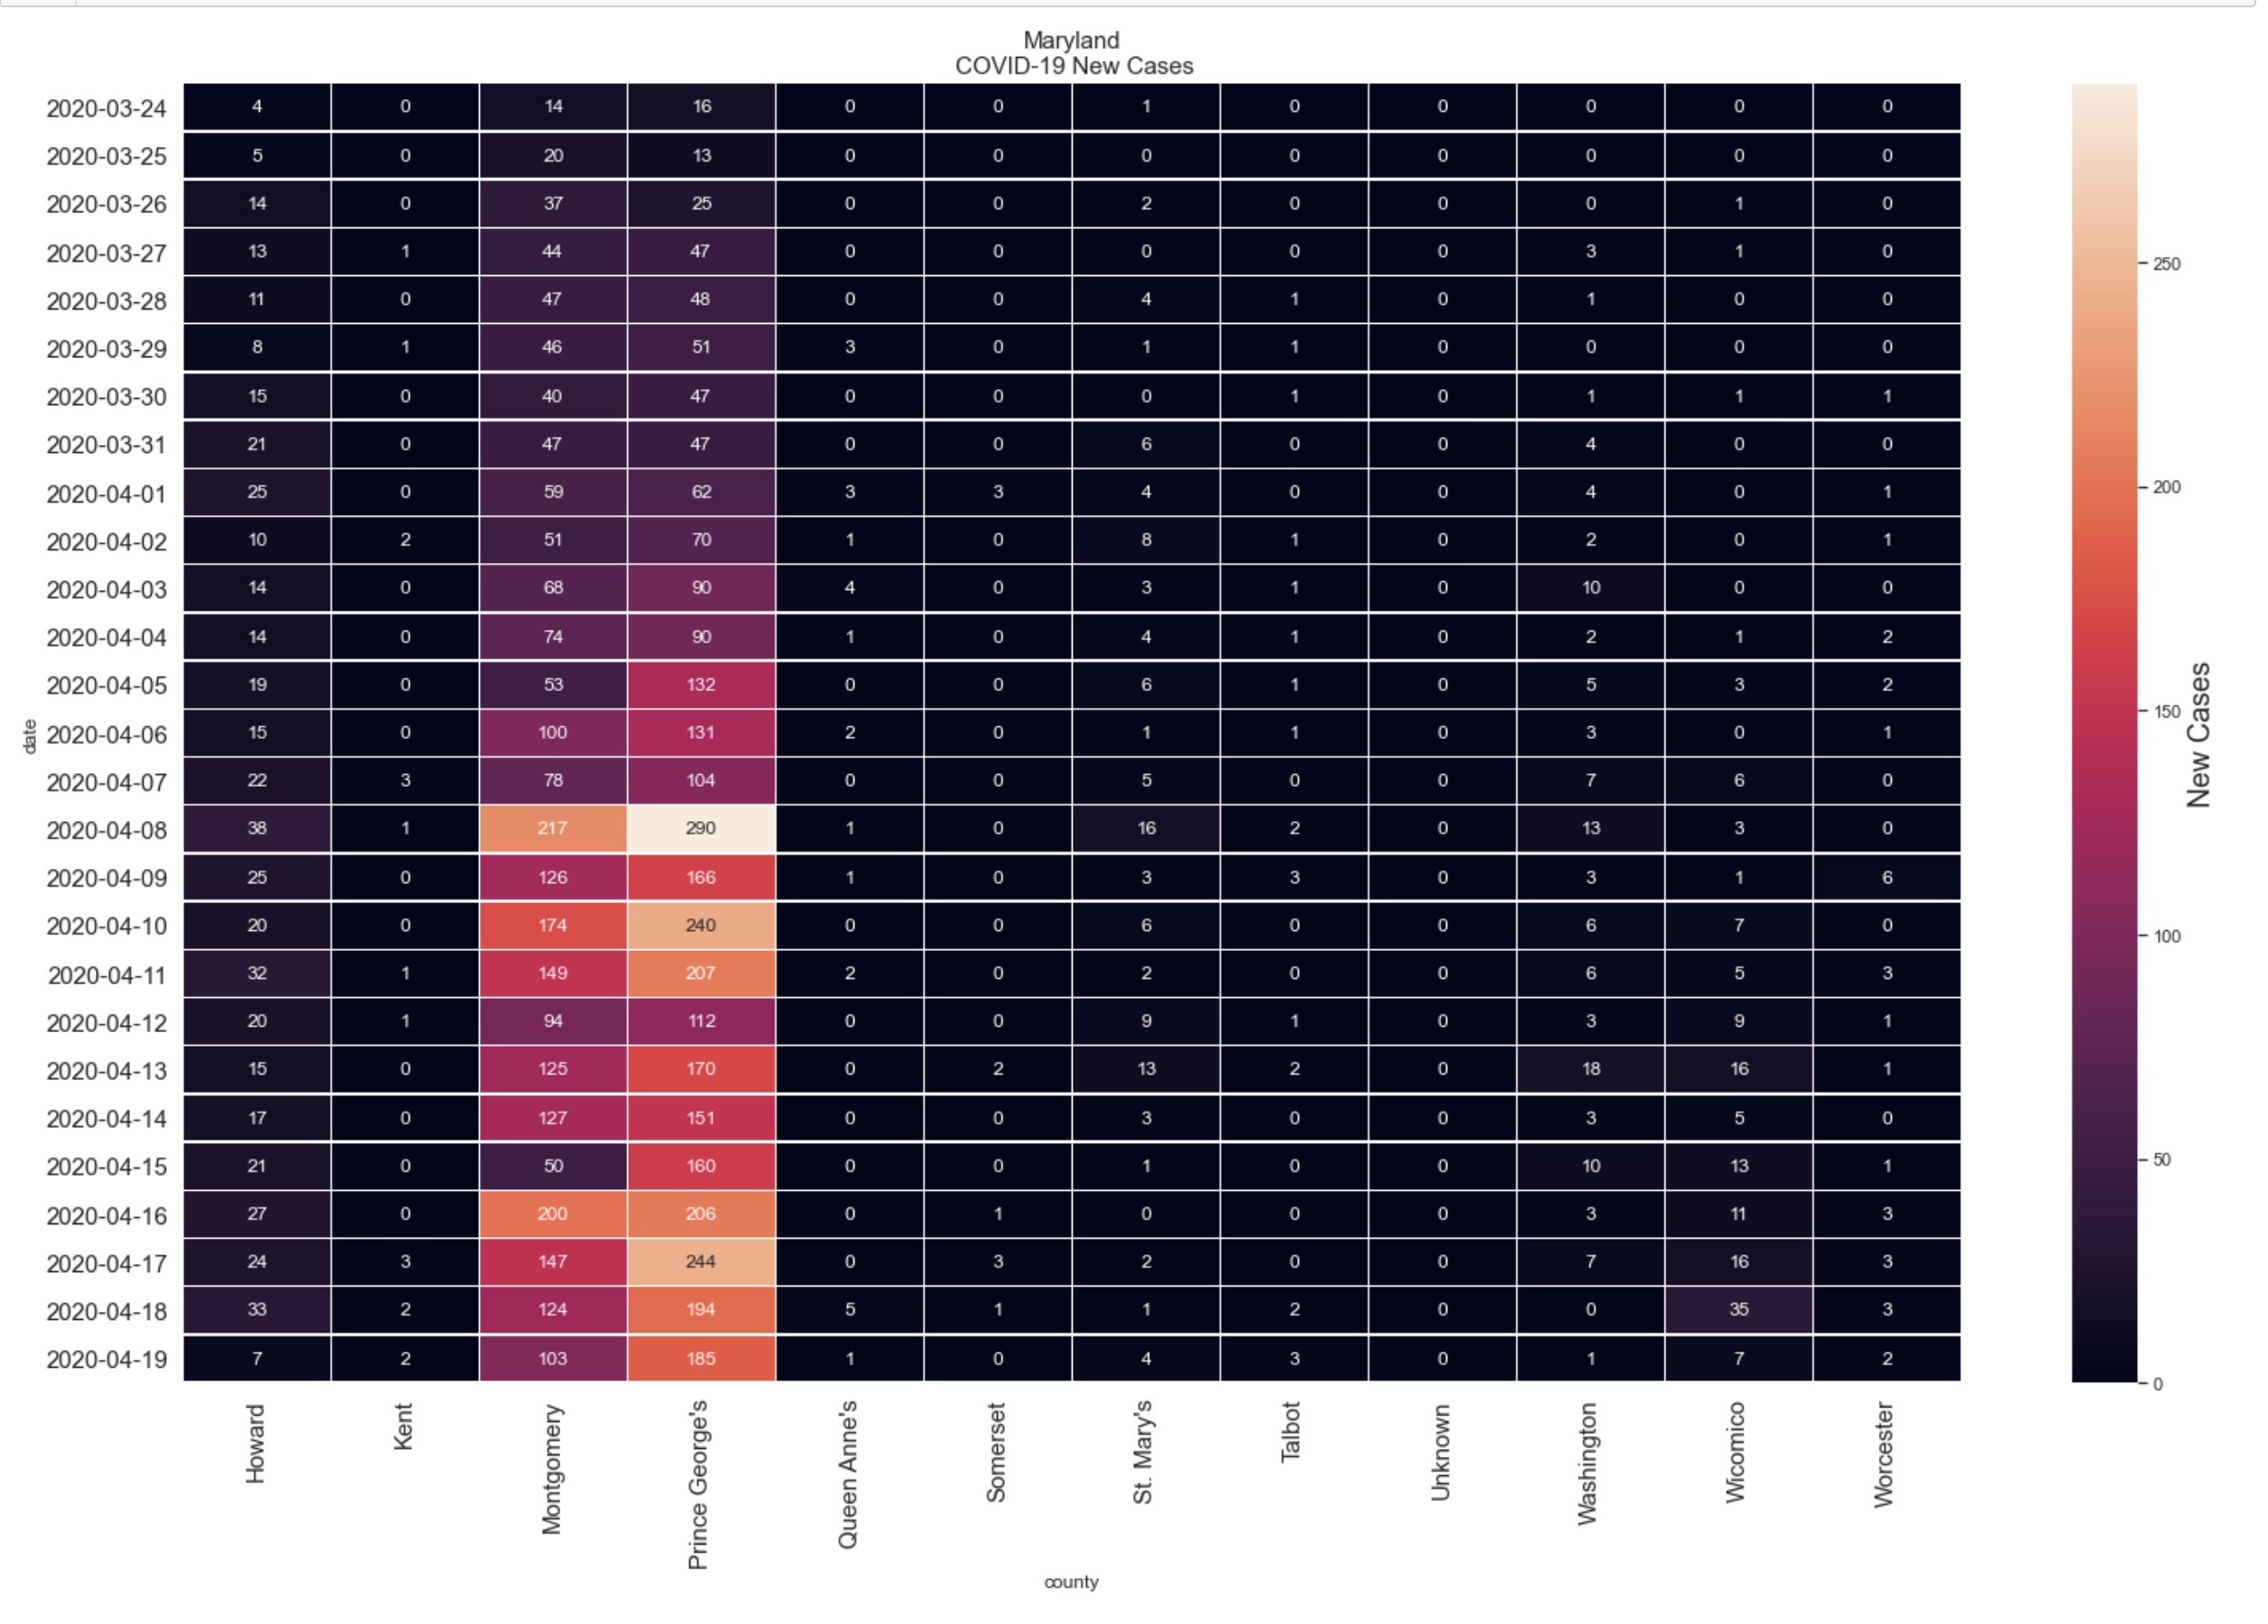 Maryland
COVID-19 New Cases
2020-03-24 4 0 14 16 0 0 1 0 0 0 0 0
2020-03-25 5 0 20 13 0 0 0 0 0 0 0 0
2020-03-26 14 0 37 25 0 0 2 0 0 0 1 0
2020-03-27 13 1 44 47 0 0 0 0 0 3 1 0
2020-03-28 11 0 47 48 0 0 4 1 0 1 0 0
2020-03-29 8 1 46 51 3 0 1 1 0 0 0 0
2020-03-30 15 0 40 47 0 0 0 1 0 1 1 1
2020-03-31 21 0 47 47 0 0 6 0 0 4 0 0
2020-04-01 25 0 59 62 3 3 4 0 0 4 0 1
2020-04-02 10 2 51 70 1 0 8 1 0 2 0 1
2020-04-03 14 0 68 90 4 0 3 1 0 10 0 0
2020-04-04 14 0 74 90 1 0 4 1 0 2 1 2
2020-04-05 19 0 53 132 0 0 6 1 0 5 3 2
2020-04-06 15 0 100 131 2 0 1 1 0 3 0 1
2020-04-07 22 3 78 104 0 0 5 0 0 7 6 0
2020-04-08 38 1 217 290 1 0 16 2 0 13 3 0
2020-04-09 25 0 126 166 1 0 3 3 0 3 1 6
2020-04-10 20 0 174 240 0 0 6 0 0 6 7 0
2020-04-11 32 1 149 207 2 0 2 0 0 6 5 3
2020-04-12 20 1 94 112 0 0 9 1 0 3 9 1
2020-04-13 15 0 125 170 0 2 13 2 0 18 16 1
2020-04-14 17 0 127 151 0 0 3 0 0 3 5 0
2020-04-15 21 0 50 160 0 0 1 0 0 10 13 1
2020-04-16 27 0 200 206 0 1 0 0 0 3 11 3
2020-04-17 24 3 147 244 0 3 2 0 0 7 16 3
2020-04-18 33 2 124 194 5 1 1 2 0 0 35 3
2020-04-19 7 2 103 185 1 0 4 3 0 1 7 2
date
Howard
Kent
Montgomery
Prince George's
Queen Anne's
Somerset
St. Mary's
Talbot
Unknown
Washington
Wicomico
Worcester
county
250
200
150
100
50
0
New Cases